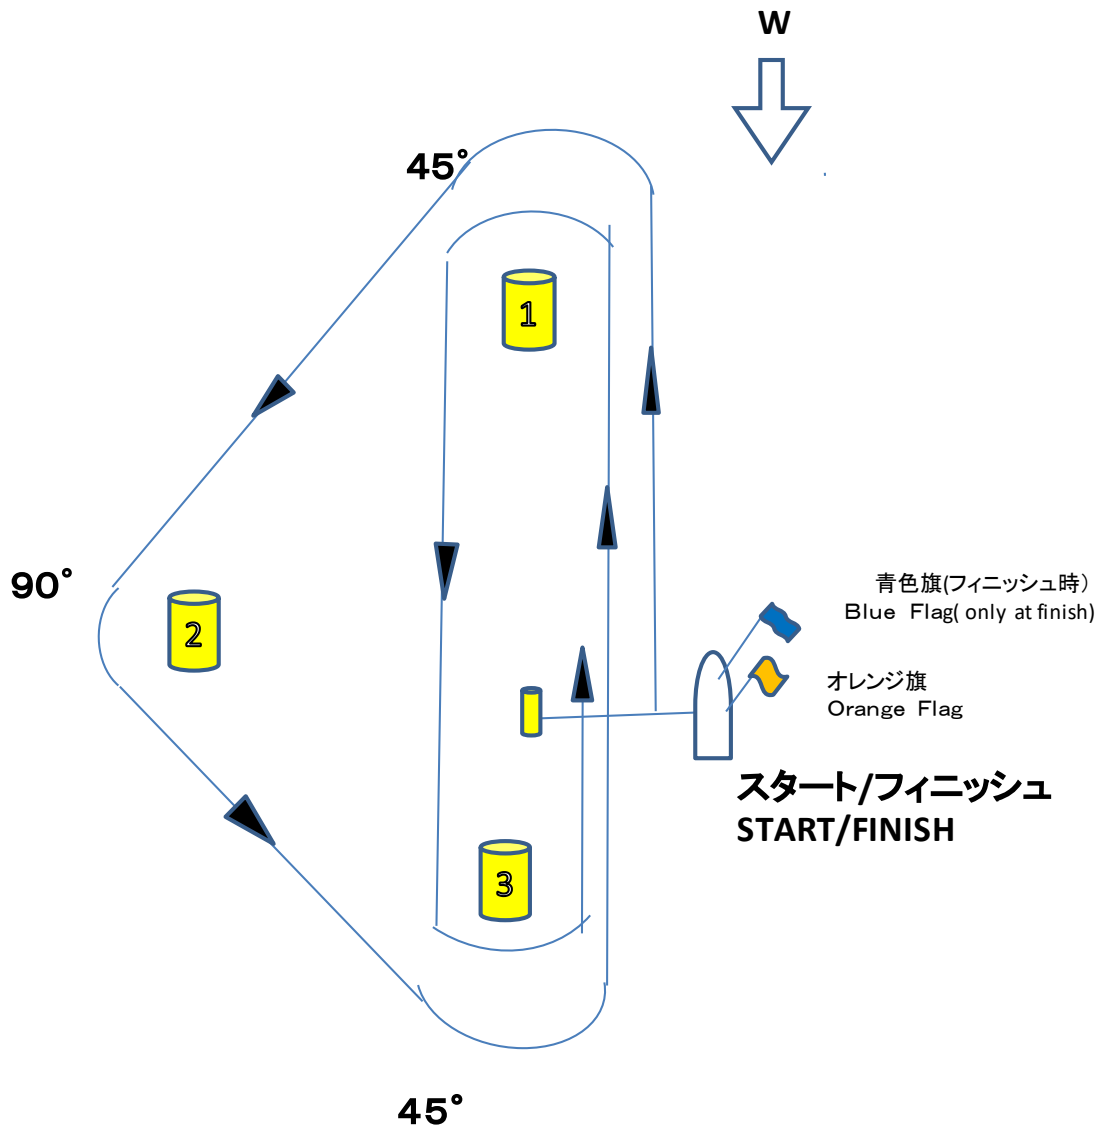 W
45°
1
90°
2
青色旗(フィニッシュ時)
Blue Flag( only at finish)
オレンジ旗
Orange Flag
スタート/フィニッシュ
START/FINISH
3
45°